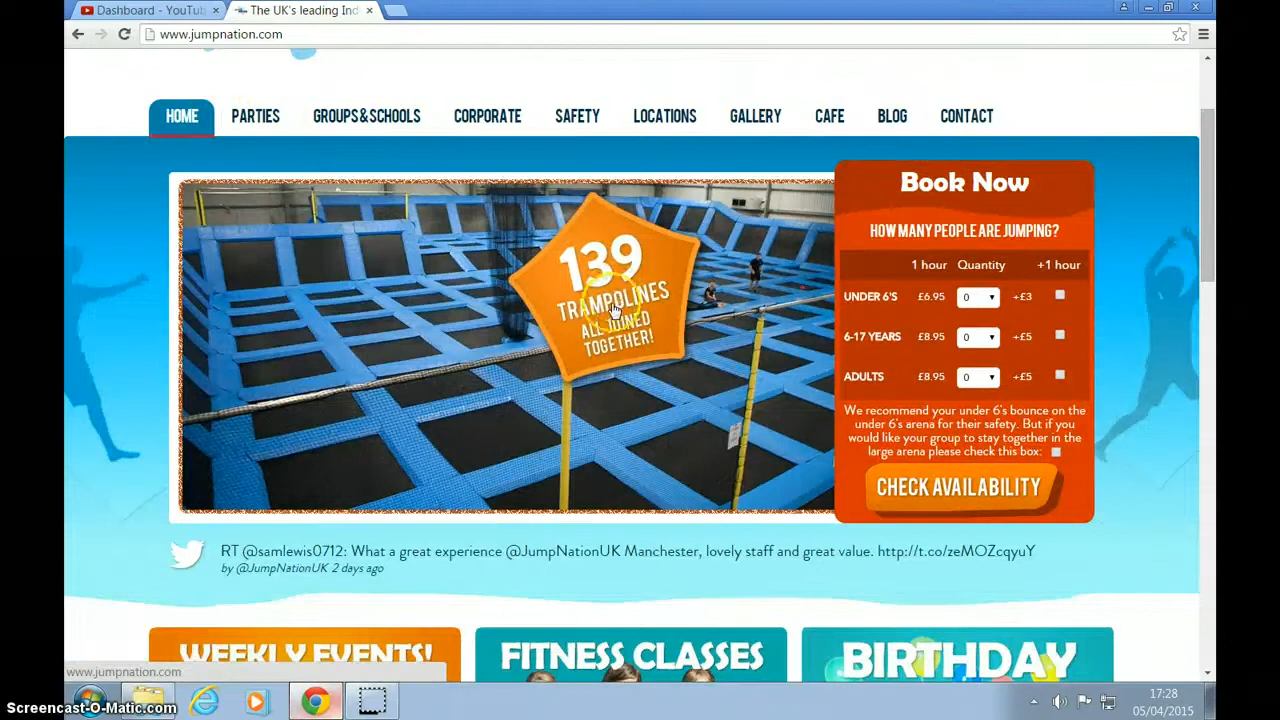 Dashboard - YouTu
The UK's leading Ind
www.jumpnation.com
HOME
PARTIES
GROUPS & SCHOOLS
CORPORATE
SAFETY
LOCATIONS
GALLERY
CAFE
BLOG
CONTACT
139
TRAMPOLINES
ALL JOINED
TOGETHER!
Book Now
HOW MANY PEOPLE ARE JUMPING?
1 hour Quantity +1 hour
UNDER 6'S £6.95 0 +£3
6-17 YEARS £8.95 0 +£5
ADULTS £8.95 0 +£5
We recommend your under 6's bounce on the
under 6's arena for their safety. But if you
would like your group to stay together in the
large arena please check this box:
CHECK AVAILABILITY
RT @samlewis0712: What a great experience @JumpNationUK Manchester, lovely staff and great value. http://t.co/zeMOZcqyuY
by @JumpNationUK 2 days ago
WEEKLY EVENTS!
FITNESS CLASSES
BIRTHDAY
www.jumpnation.com
Screencast-O-Matic.com
17:28
05/04/2015